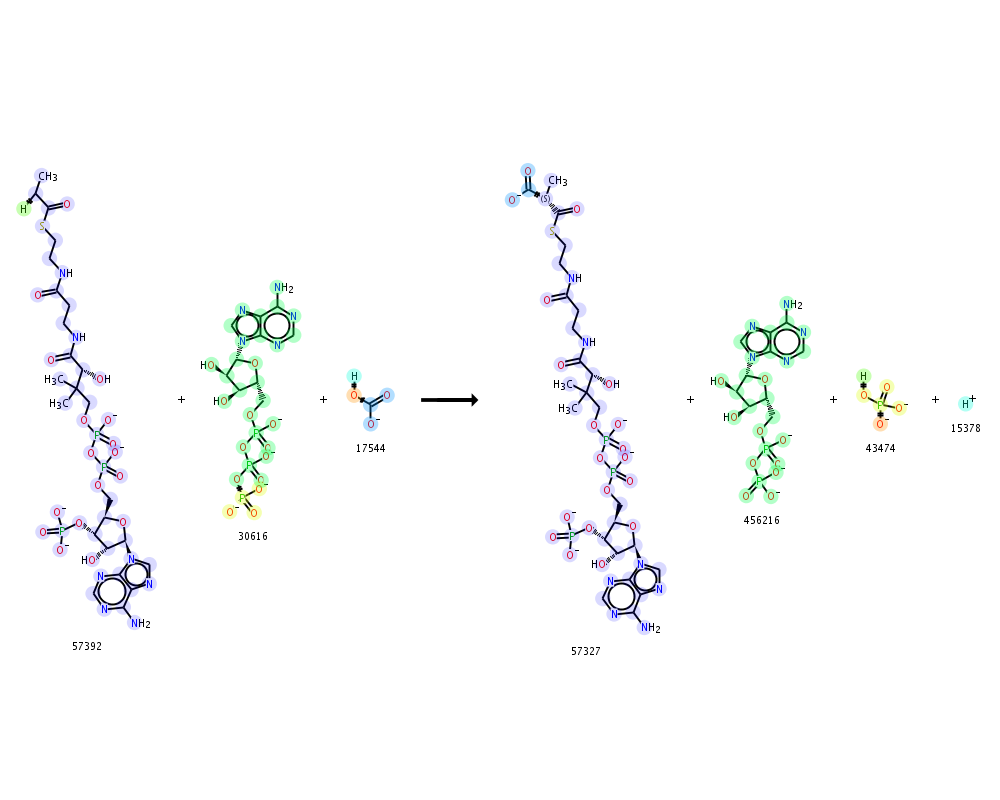 CH₃
H
O
S
NH
O
NH
O
OH
H₃C
H₃C
O
O⁻
P
O
O⁻
O
P
O
O
O⁻
O
O
P
O⁻
O
O
HO
N
N
N
N
N
NH₂
57392
+
NH₂
N
N
N
N
HO
O
HO
O
O⁻
P
O
O
O⁻
P
O
O
O⁻
P
O⁻
O
30616
+
H
O
O
O⁻
17544
O
O⁻
CH₃
(S)
O
S
NH
O
NH
O
OH
H₃C
H₃C
O
O⁻
P
O
O⁻
O
P
O
O
O⁻
O
O
P
O⁻
O
HO
N
N
N
N
NH₂
57327
+
NH₂
N
N
N
N
HO
O
HO
O
O⁻
P
O
O
O⁻
P
O
O⁻
456216
+
H
O
O
P
O⁻
O⁻
43474
+
H⁺
15378